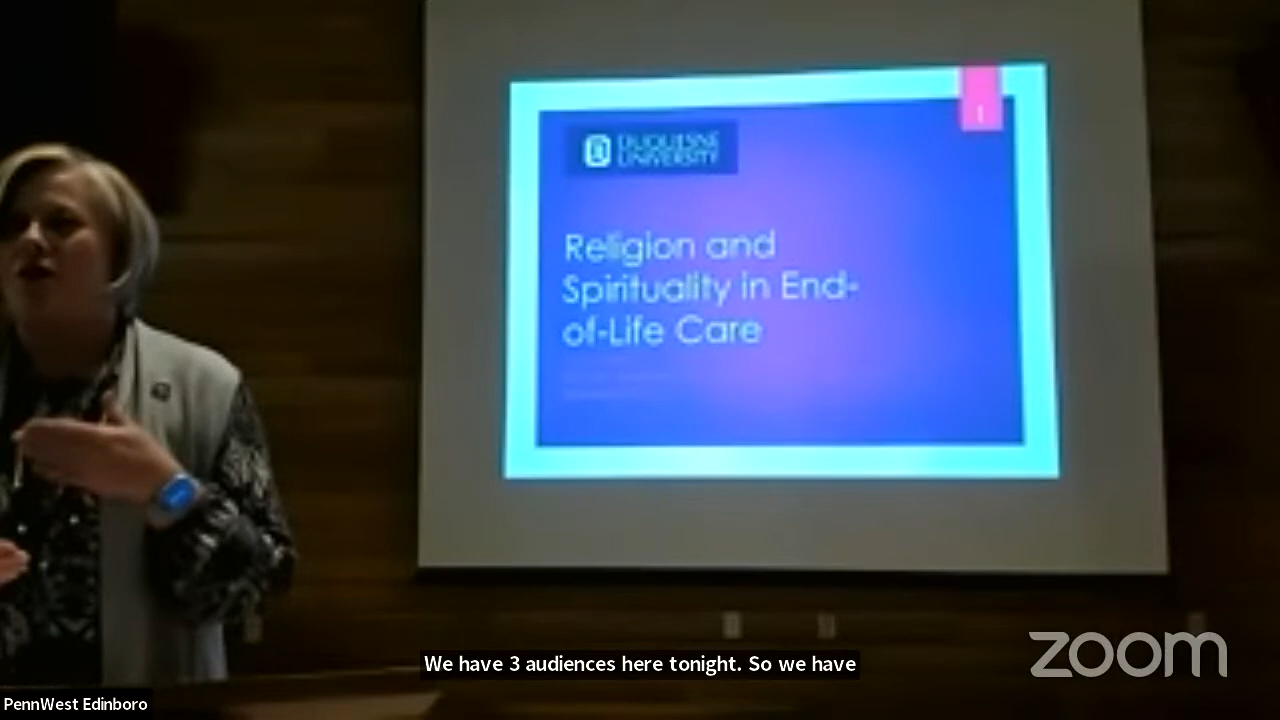 1
DUQUESNE
UNIVERSITY
Religion and
Spirituality in End-
of-Life Care
We have 3 audiences here tonight. So we have
zoom
PennWest Edinboro